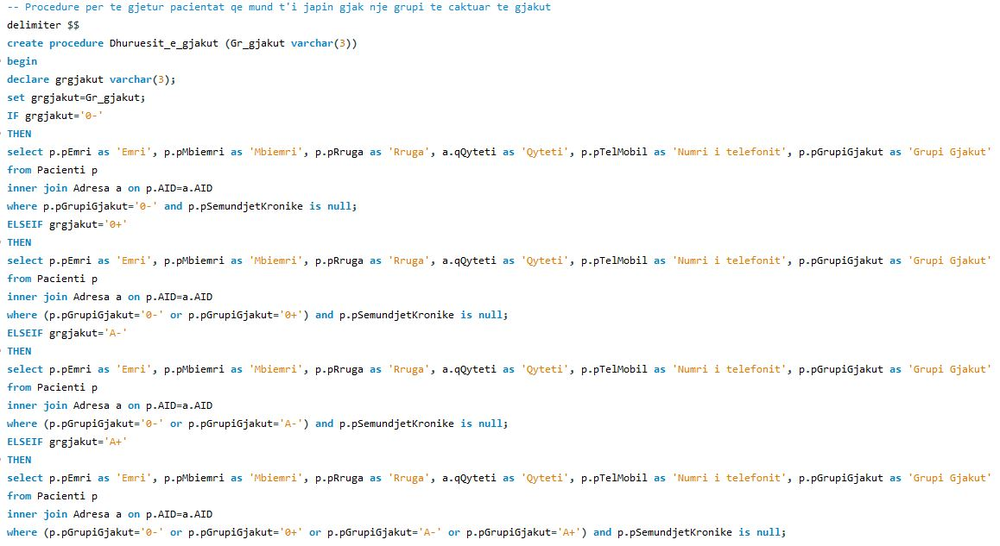 -- Procedure per te gjetur pacientat qe mund t'i japin gjak nje grupi te caktuar te gjakut
delimiter $$
create procedure Dhuruesit_e_gjakut (Gr_gjakut varchar(3))
begin
declare grgjakut varchar(3);
set grgjakut=Gr_gjakut;
IF grgjakut='0-'
THEN
select p.pEmri as 'Emri', p.pMbiemri as 'Mbiemri', p.pRruga as 'Rruga', a.qQyteti as 'Qyteti', p.pTelMobil as 'Numri i telefonit', p.pGrupiGjakut as 'Grupi Gjakut'
from Pacienti p
inner join Adresa a on p.AID=a.AID
where p.pGrupiGjakut='0-' and p.pSemundjetKronike is null;
ELSEIF grgjakut='0+'
THEN
select p.pEmri as 'Emri', p.pMbiemri as 'Mbiemri', p.pRruga as 'Rruga', a.qQyteti as 'Qyteti', p.pTelMobil as 'Numri i telefonit', p.pGrupiGjakut as 'Grupi Gjakut'
from Pacienti p
inner join Adresa a on p.AID=a.AID
where (p.pGrupiGjakut='0-' or p.pGrupiGjakut='0+') and p.pSemundjetKronike is null;
ELSEIF grgjakut='A-'
THEN
select p.pEmri as 'Emri', p.pMbiemri as 'Mbiemri', p.pRruga as 'Rruga', a.qQyteti as 'Qyteti', p.pTelMobil as 'Numri i telefonit', p.pGrupiGjakut as 'Grupi Gjakut'
from Pacienti p
inner join Adresa a on p.AID=a.AID
where (p.pGrupiGjakut='0-' or p.pGrupiGjakut='A-') and p.pSemundjetKronike is null;
ELSEIF grgjakut='A+'
THEN
select p.pEmri as 'Emri', p.pMbiemri as 'Mbiemri', p.pRruga as 'Rruga', a.qQyteti as 'Qyteti', p.pTelMobil as 'Numri i telefonit', p.pGrupiGjakut as 'Grupi Gjakut'
from Pacienti p
inner join Adresa a on p.AID=a.AID
where (p.pGrupiGjakut='0-' or p.pGrupiGjakut='0+' or p.pGrupiGjakut='A-' or p.pGrupiGjakut='A+') and p.pSemundjetKronike is null;